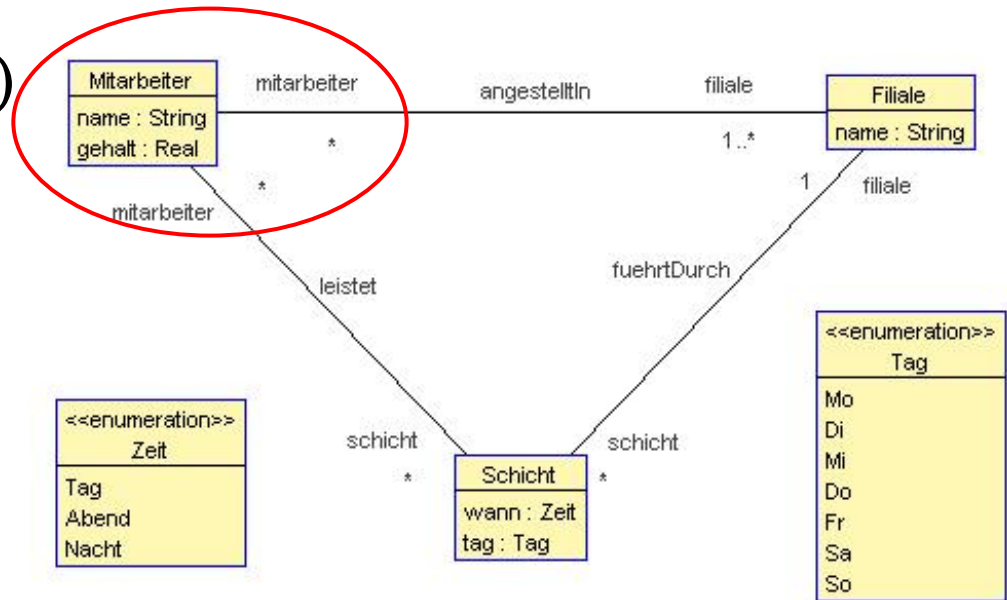 )
Mitarbeiter
name : String
gehalt : Real
mitarbeiter
*
angestelltIn
filiale
1..*
Filiale
name : String
*
mitarbeiter
leistet
schicht
*
1
filiale
fuehrtDurch
schicht
*
Schicht
wann : Zeit
tag : Tag
<<enumeration>>
Zeit
Tag
Abend
Nacht
<<enumeration>>
Tag
Mo
Di
Mi
Do
Fr
Sa
So